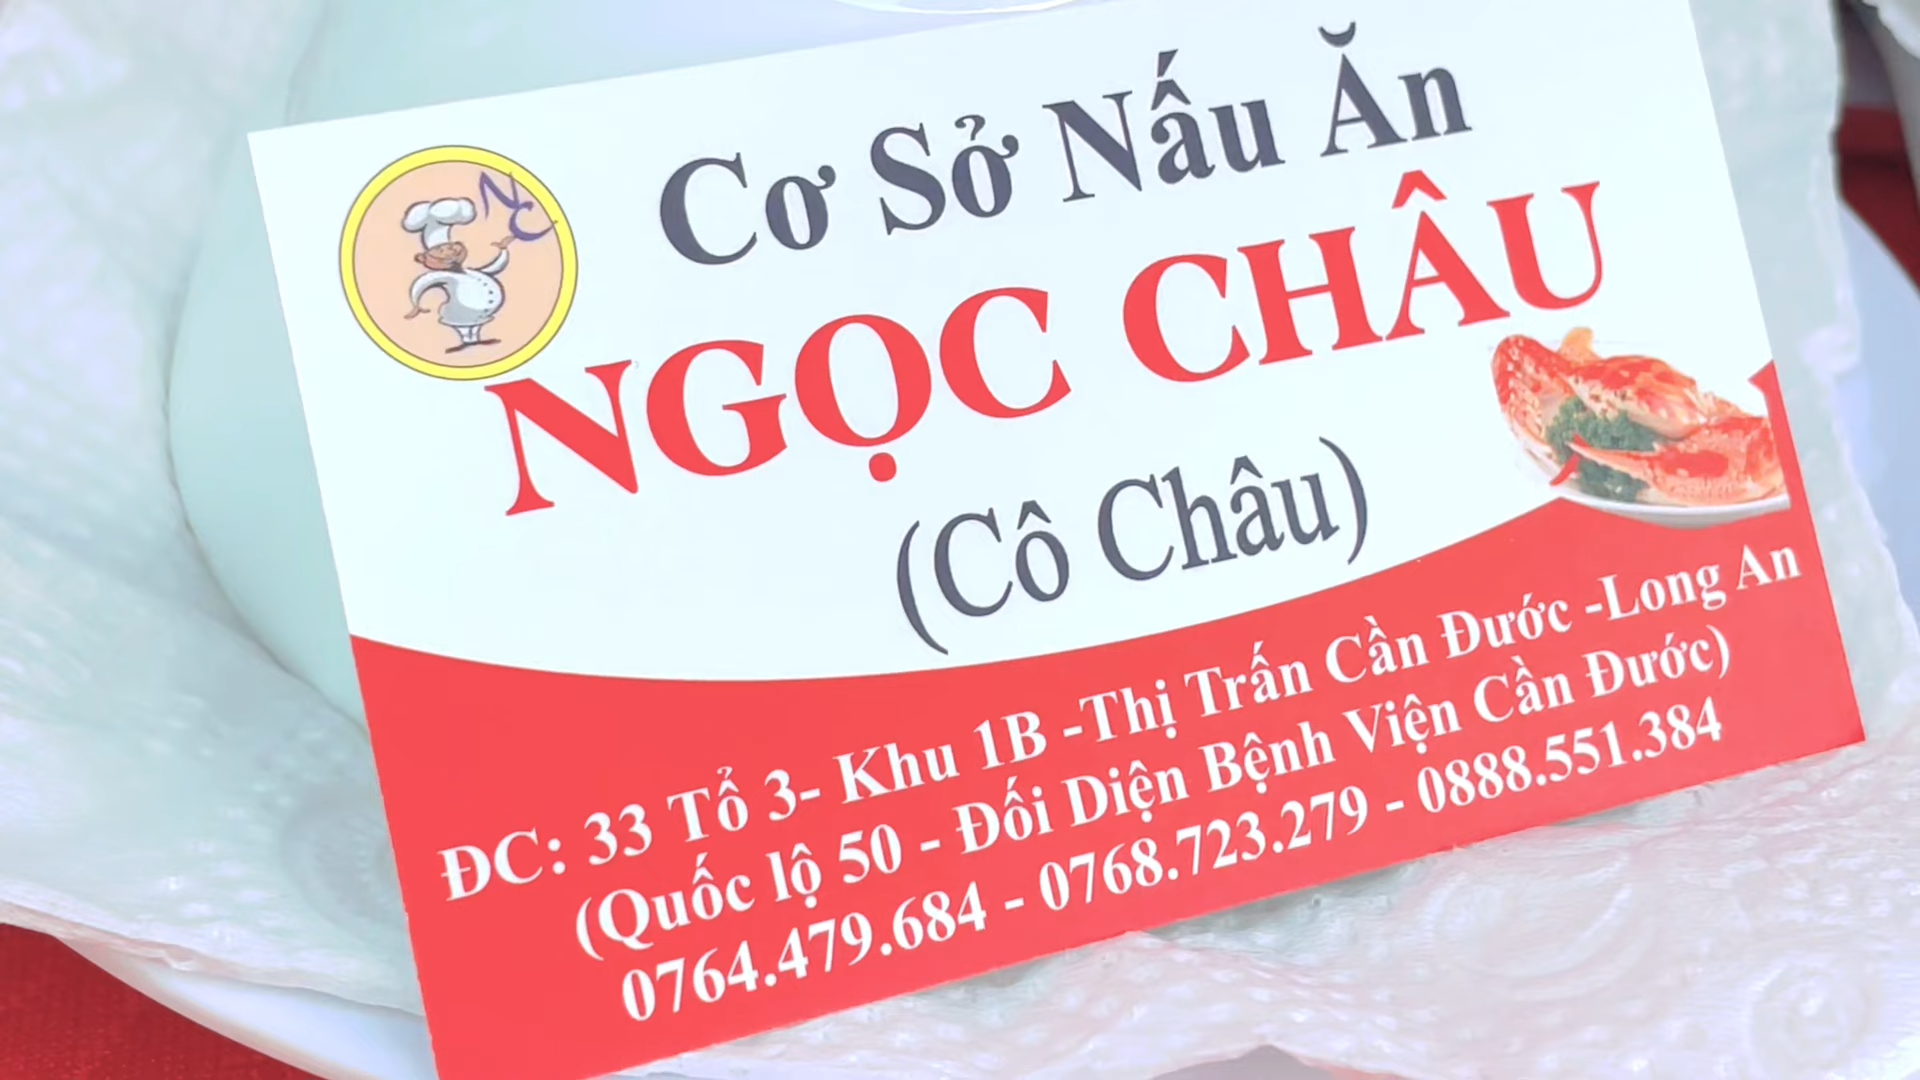 NC
Cơ Sở Nấu Ăn
NGỌC CHÂU
(Cô Châu)
ĐC: 33 Tổ 3- Khu 1B -Thị Trấn Cần Đước -Long An
(Quốc lộ 50 - Đối Diện Bệnh Viện Cần Đước)
0764.479.684 - 0768.723.279 - 0888.551.384